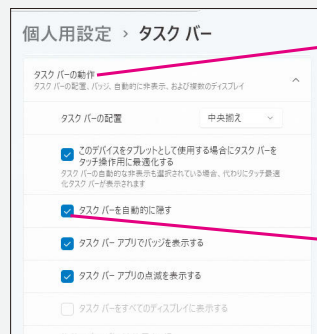 個人用設定 › タスク バー
タスク バーの動作
タスク バーの配置、バッジ、自動的に非表示、および複数のディスプレイ
タスク バーの配置 中央揃え
このデバイスをタブレットとして使用する場合にタスク バーを
タッチ操作用に最適化する
タスク バーの自動的な非表示も選択されている場合、代わりにタッチ最適
化タスク バーが表示されます
タスク バーを自動的に隠す
タスク バー アプリでバッジを表示する
タスク バー アプリの点滅を表示する
タスク バーをすべてのディスプレイに表示する